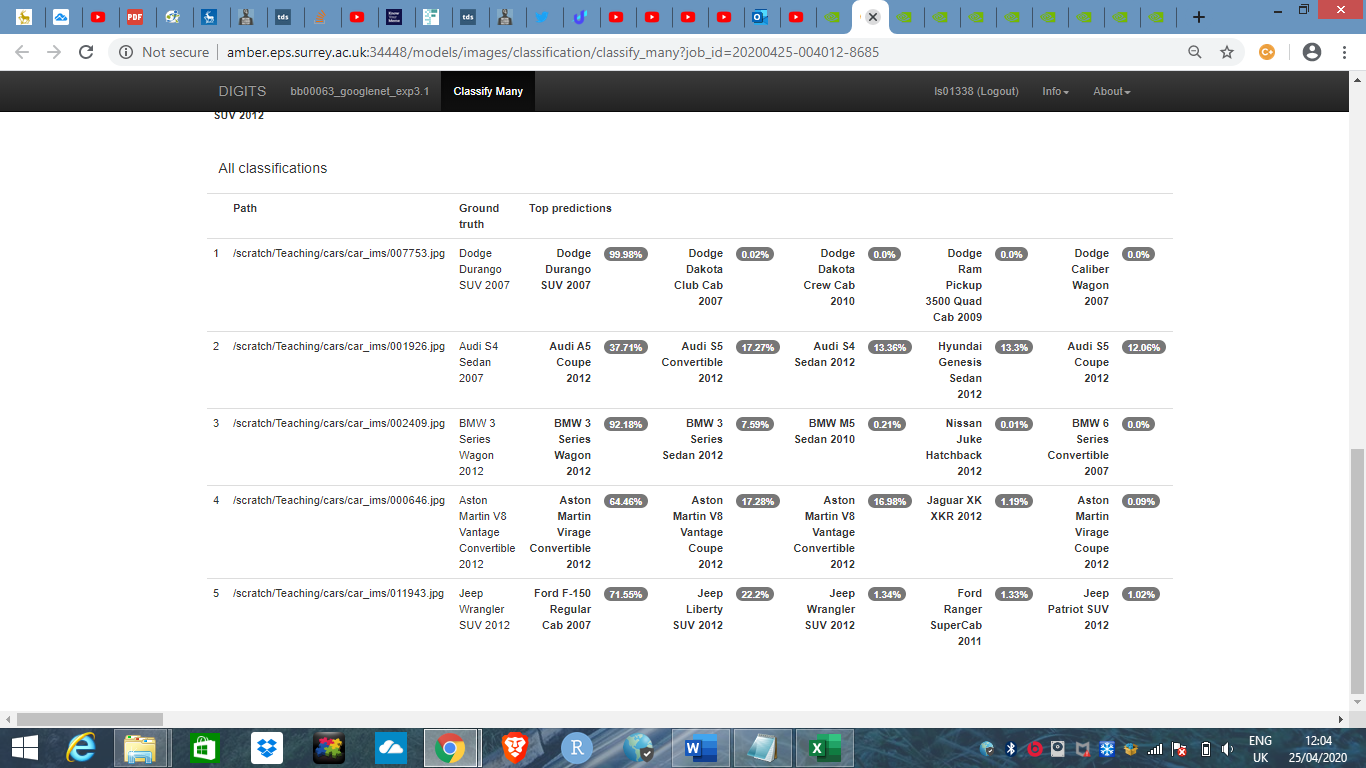 Not secure
amber.eps.surrey.ac.uk:34448/models/images/classification/classify_many?job_id=20200425-004012-8685
DIGITS bb00063_googlenet_exp3.1 Classify Many ls01338 (Logout) Info About
SUV 2012
All classifications
Path Ground Top predictions
truth
1 /scratch/Teaching/cars/car_ims/007753.jpg Dodge Dodge 99.98% Dodge 0.02% Dodge 0.0% Dodge 0.0% Dodge 0.0%
Durango Durango Dakota Dakota Ram Caliber
SUV 2007 SUV 2007 Club Cab Crew Cab Pickup Wagon
2007 2010 3500 Quad 2007
Cab 2009
2 /scratch/Teaching/cars/car_ims/001926.jpg Audi S4 Audi A5 37.71% Audi S5 17.27% Audi S4 13.36% Hyundai 13.3% Audi S5 12.06%
Sedan Coupe Convertible Sedan 2012 Genesis Coupe
2007 2012 2012 Sedan 2012
2012
3 /scratch/Teaching/cars/car_ims/002409.jpg BMW 3 BMW 3 92.18% BMW 3 7.59% BMW M5 0.21% Nissan 0.01% BMW 6 0.0%
Series Series Series Sedan 2010 Juke Series
Wagon Wagon Sedan 2012 Hatchback Convertible
2012 2012 2012 2007
4 /scratch/Teaching/cars/car_ims/000646.jpg Aston Aston 64.46% Aston 17.28% Aston 16.98% Jaguar XK 1.19% Aston 0.09%
Martin V8 Martin Martin V8 Martin V8 XKR 2012 Martin
Vantage Virage Vantage Vantage Virage
Convertible Convertible Coupe Convertible Coupe
2012 2012 2012 2012 2012
5 /scratch/Teaching/cars/car_ims/011943.jpg Jeep Ford F-150 71.55% Jeep 22.2% Jeep 1.34% Ford 1.33% Jeep 1.02%
Wrangler Regular Liberty Wrangler Ranger Patriot SUV
SUV 2012 Cab 2007 SUV 2012 SUV 2012 SuperCab 2012
2011
ENG 12:04
UK 25/04/2020